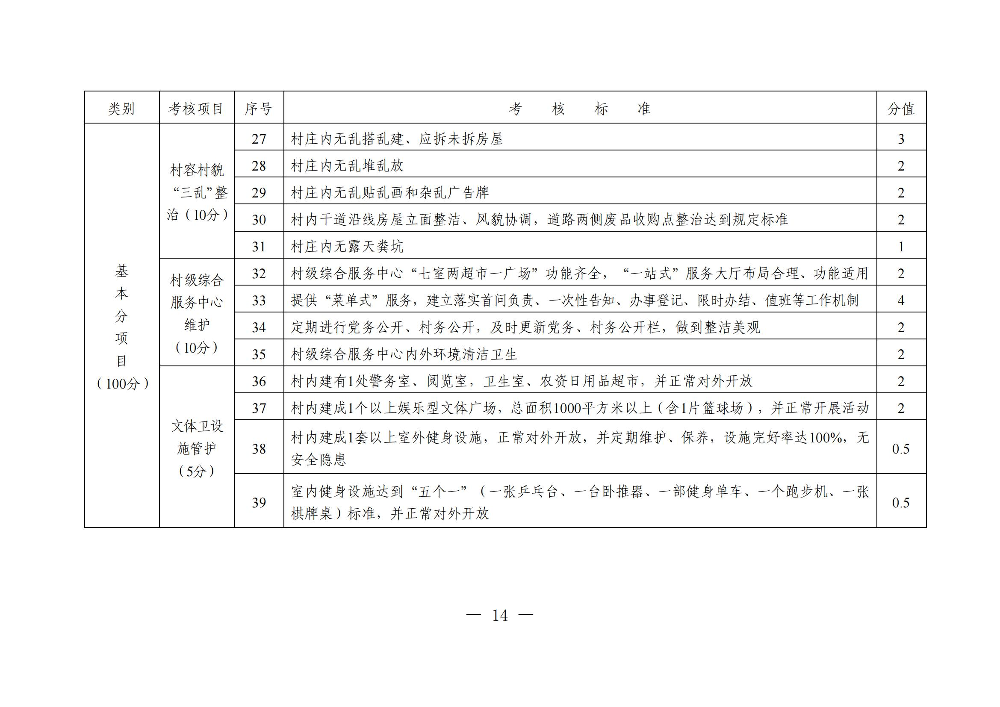 类别 考核项目 序号 考 核 标 准 分值
基
本
分
项
目
（100分）
村容村貌
“三乱”整
治（10分）
27 村庄内无乱搭乱建、应拆未拆房屋 3
28 村庄内无乱堆乱放 2
29 村庄内无乱贴乱画和杂乱广告牌 2
30 村内干道沿线房屋立面整洁、风貌协调，道路两侧废品收购点整治达到规定标准 2
31 村庄内无露天粪坑 1
村级综合
服务中心
维护
（10分）
32 村级综合服务中心“七室两超市一广场”功能齐全，“一站式”服务大厅布局合理、功能适用 2
33 提供“菜单式”服务，建立落实首问负责、一次性告知、办事登记、限时办结、值班等工作机制 4
34 定期进行党务公开、村务公开，及时更新党务、村务公开栏，做到整洁美观 2
35 村级综合服务中心内外环境清洁卫生 2
文体卫设
施管护
（5分）
36 村内建有1处警务室、阅览室，卫生室、农资日用品超市，并正常对外开放 2
37 村内建成1个以上娱乐型文体广场，总面积1000平方米以上（含1片篮球场），并正常开展活动 2
38 村内建成1套以上室外健身设施，正常对外开放，并定期维护、保养，设施完好率达100%，无
安全隐患 0.5
39 室内健身设施达到“五个一”（一张乒乓台、一台卧推器、一部健身单车、一个跑步机、一张
棋牌桌）标准，并正常对外开放 0.5
— 14 —